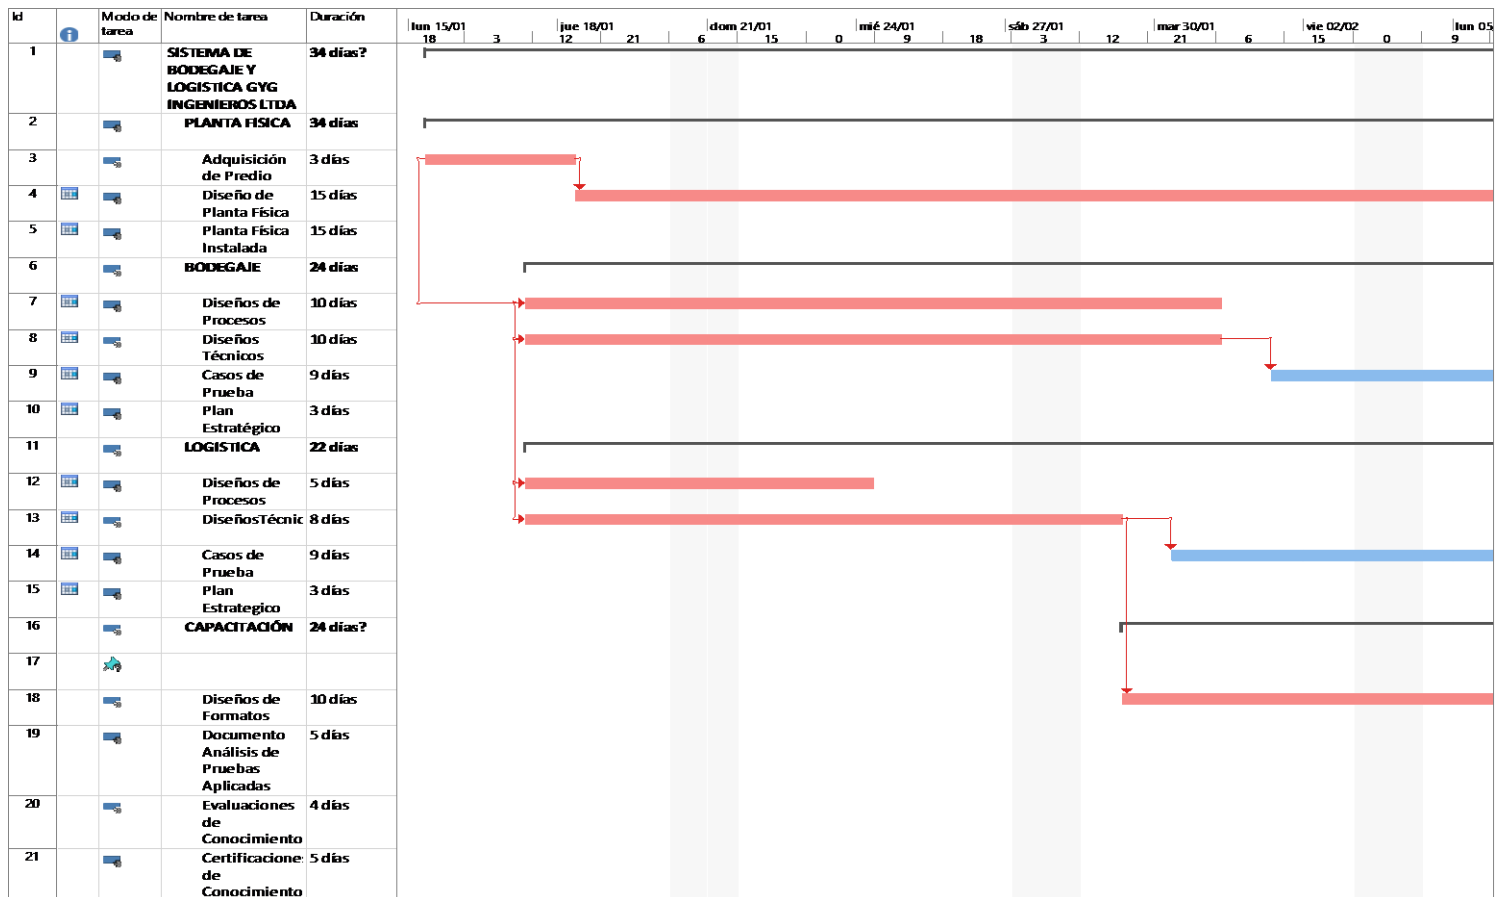 Id Modo de Nombre de tarea Duración
tarea
lun 15/01 jue 18/01 dom 21/01 mié 24/01 sáb 27/01 mar 30/01 vie 02/02 lun 05
18 3 12 21 6 15 0 9 18 3 12 21 6 15 0 9
1 SISTEMA DE 34 días?
BODEGAJE Y
LOGISTICA GYG
INGENIEROS LTDA
2 PLANTA FISICA 34 días
3 Adquisición 3 días
de Predio
4 Diseño de 15 días
Planta Física
5 Planta Física 15 días
Instalada
6 BODEGAJE 24 días
7 Diseños de 10 días
Procesos
8 Diseños 10 días
Técnicos
9 Casos de 9 días
Prueba
10 Plan 3 días
Estratégico
11 LOGISTICA 22 días
12 Diseños de 5 días
Procesos
13 DiseñosTécnic 8 días
14 Casos de 9 días
Prueba
15 Plan 3 días
Estrategico
16 CAPACITACIÓN 24 días?
17
18 Diseños de 10 días
Formatos
19 Documento 5 días
Análisis de
Pruebas
Aplicadas
20 Evaluaciones 4 días
de
Conocimiento
21 Certificacione 5 días
de
Conocimiento